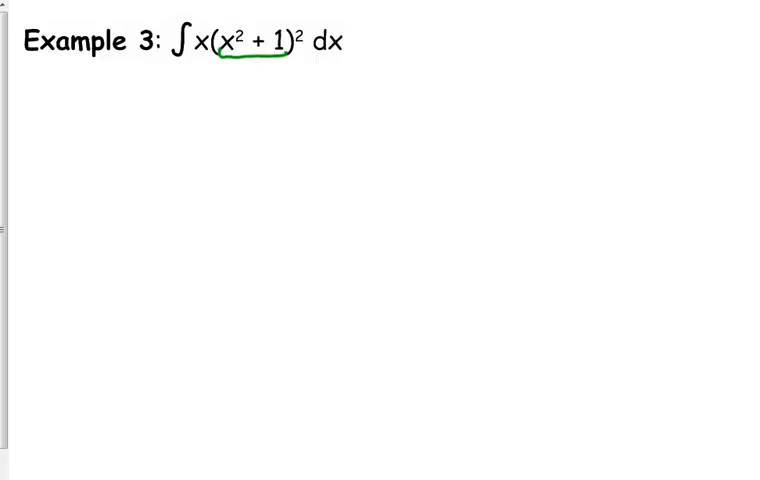 Example 3: ∫ x(x² + 1)² dx